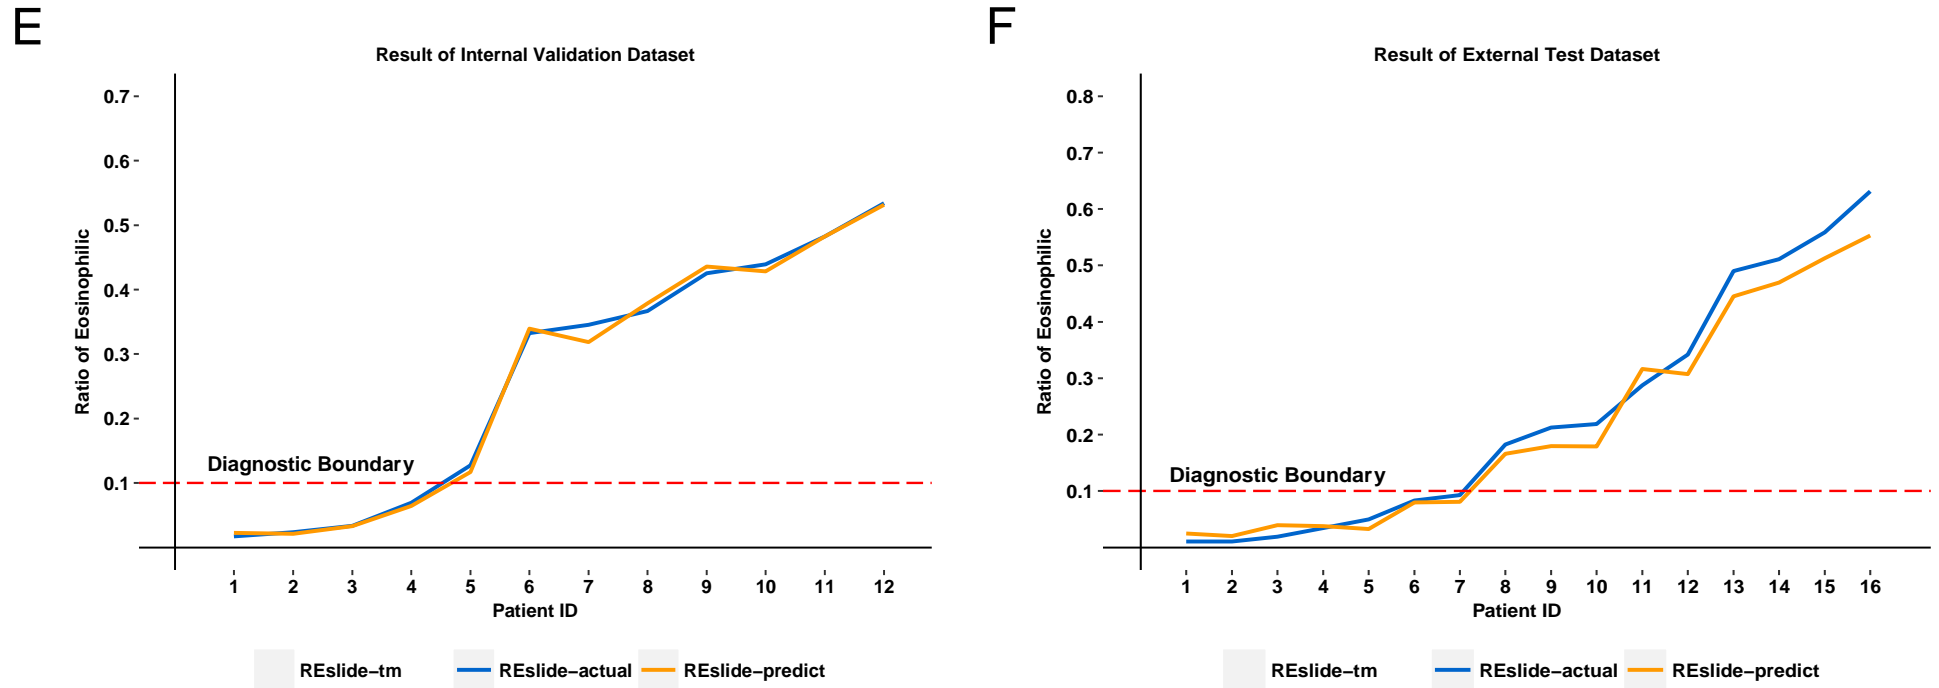 E
Result of Internal Validation Dataset
0.7
0.6
0.5
0.4
0.3
0.2
0.1
Ratio of Eosinophilic
Diagnostic Boundary
1 2 3 4 5 6 7 8 9 10 11 12
Patient ID
REslide−tm REslide−actual REslide−predict
F
Result of External Test Dataset
0.8
0.7
0.6
0.5
0.4
0.3
0.2
0.1
Ratio of Eosinophilic
Diagnostic Boundary
1 2 3 4 5 6 7 8 9 10 11 12 13 14 15 16
Patient ID
REslide−tm REslide−actual REslide−predict